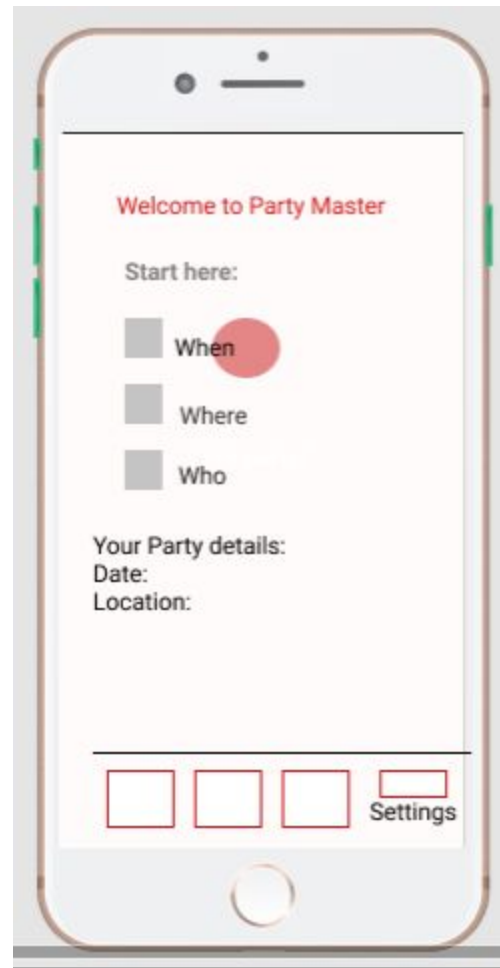 Welcome to Party Master
Start here:
When
Where
Who
Your Party details:
Date:
Location:
Settings